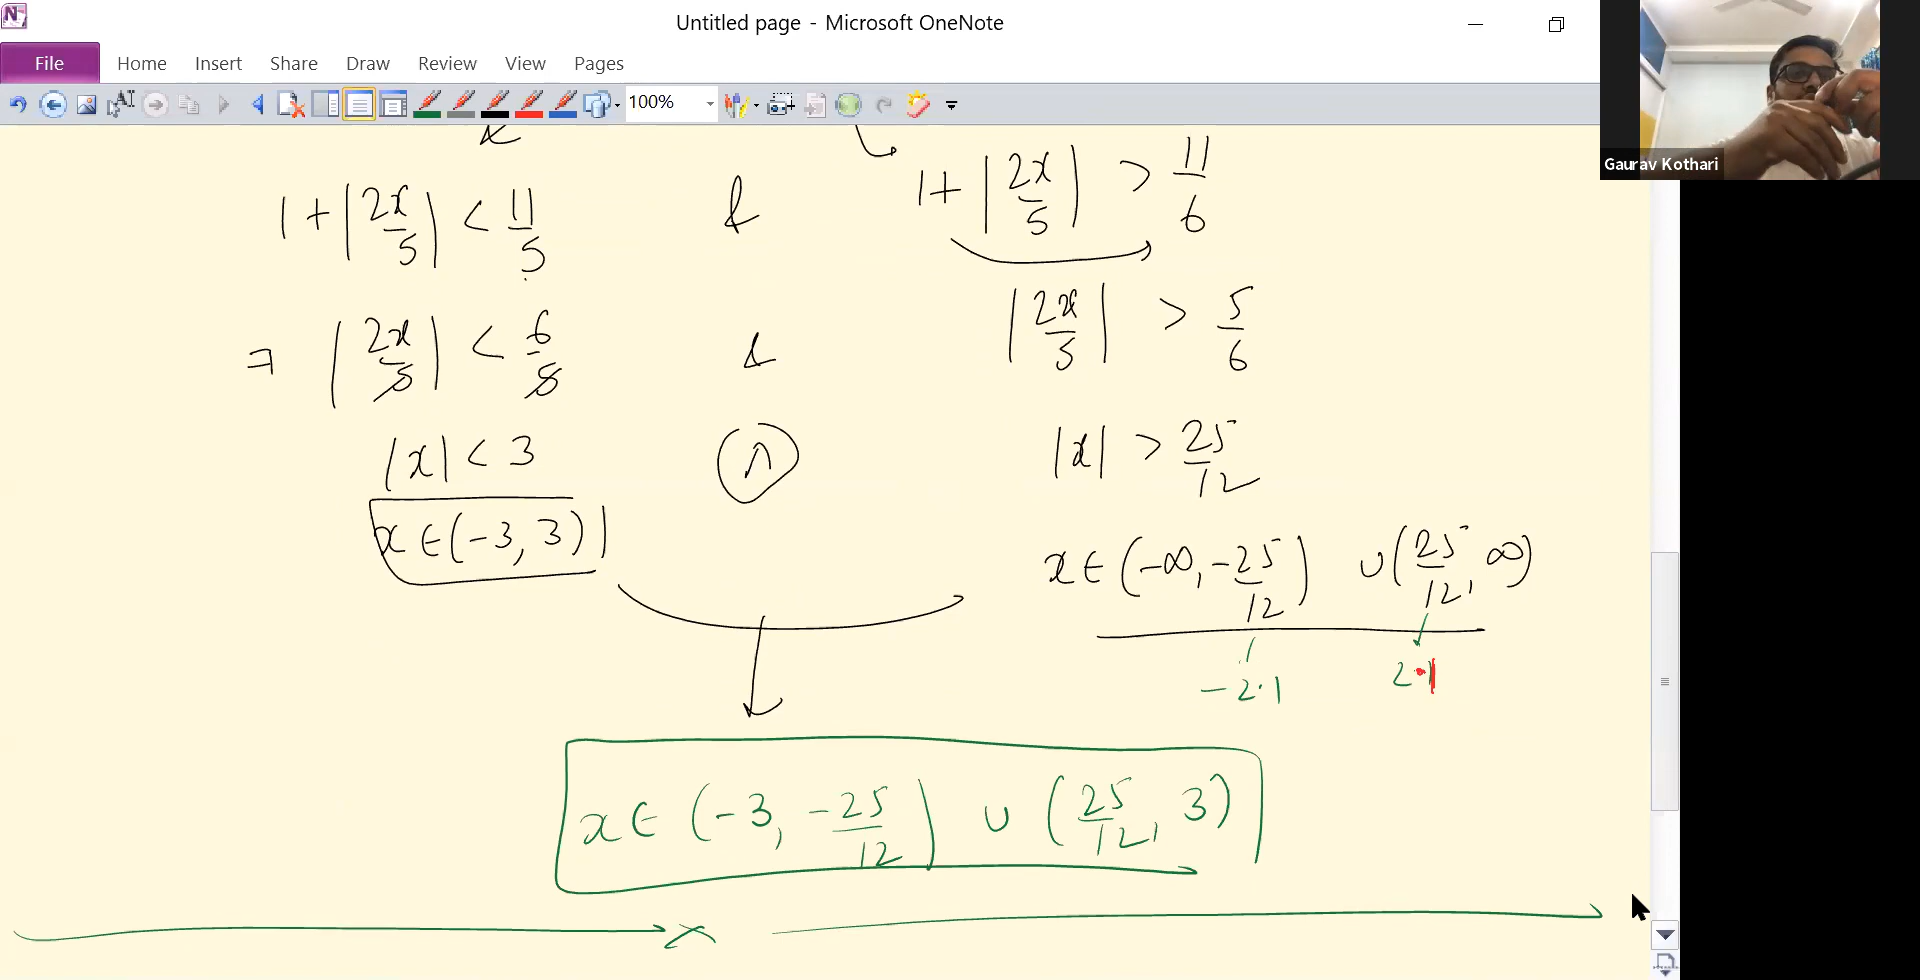 Untitled page - Microsoft OneNote
File Home Insert Share Draw Review View Pages
100%
Gaurav Kothari
&
1+|2x/5| < 11/5 & 1+|2x/5| > 11/6
⇒ |2x/5| < 6/5 & |2x/5| > 5/6
|x| < 3 ∩ |x| > 25/12
x∈(-3, 3) x∈(-∞, -25/12) ∪ (25/12, ∞)
-2.1 2.1
x∈ (-3, -25/12) ∪ (25/12, 3)